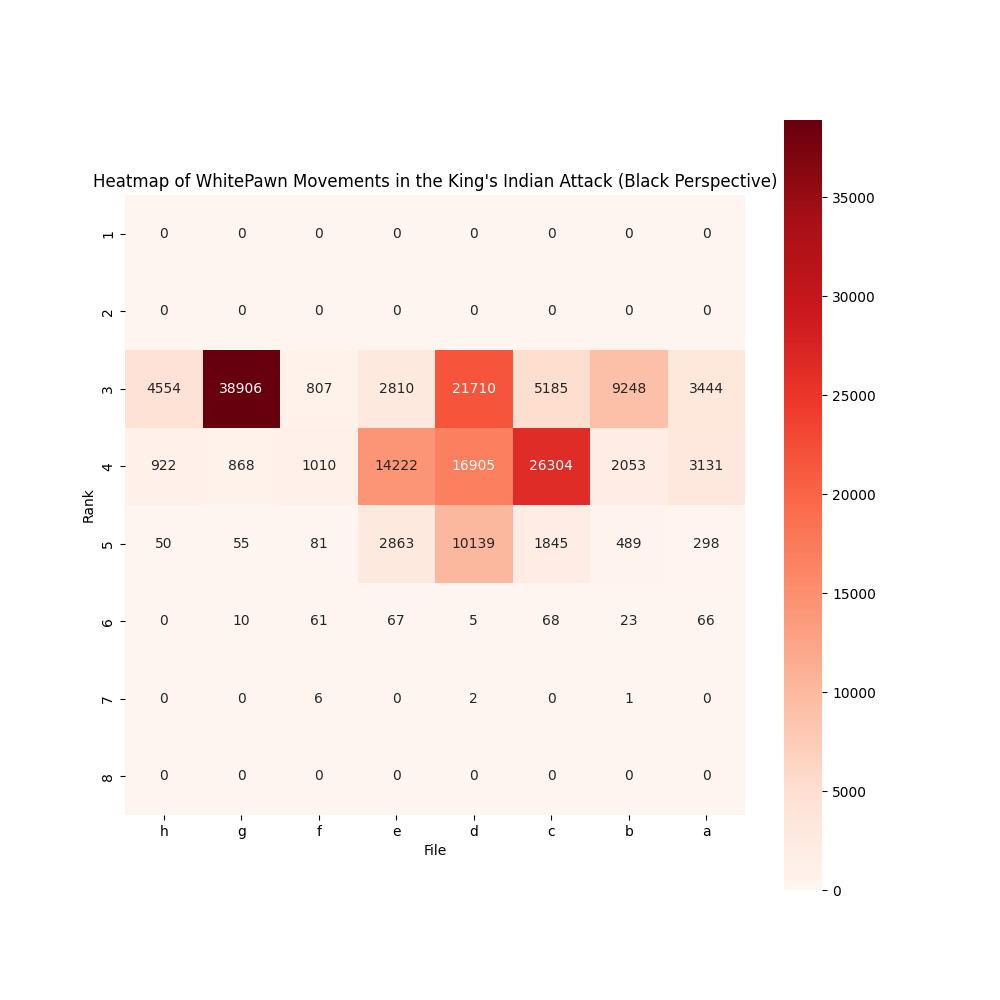 Heatmap of WhitePawn Movements in the King's Indian Attack (Black Perspective)
1 0 0 0 0 0 0 0 0
2 0 0 0 0 0 0 0 0
3 4554 38906 807 2810 21710 5185 9248 3444
4 922 868 1010 14222 16905 26304 2053 3131
5 50 55 81 2863 10139 1845 489 298
6 0 10 61 67 5 68 23 66
7 0 0 6 0 2 0 1 0
8 0 0 0 0 0 0 0 0
h g f e d c b a
Rank
File
35000
30000
25000
20000
15000
10000
5000
0